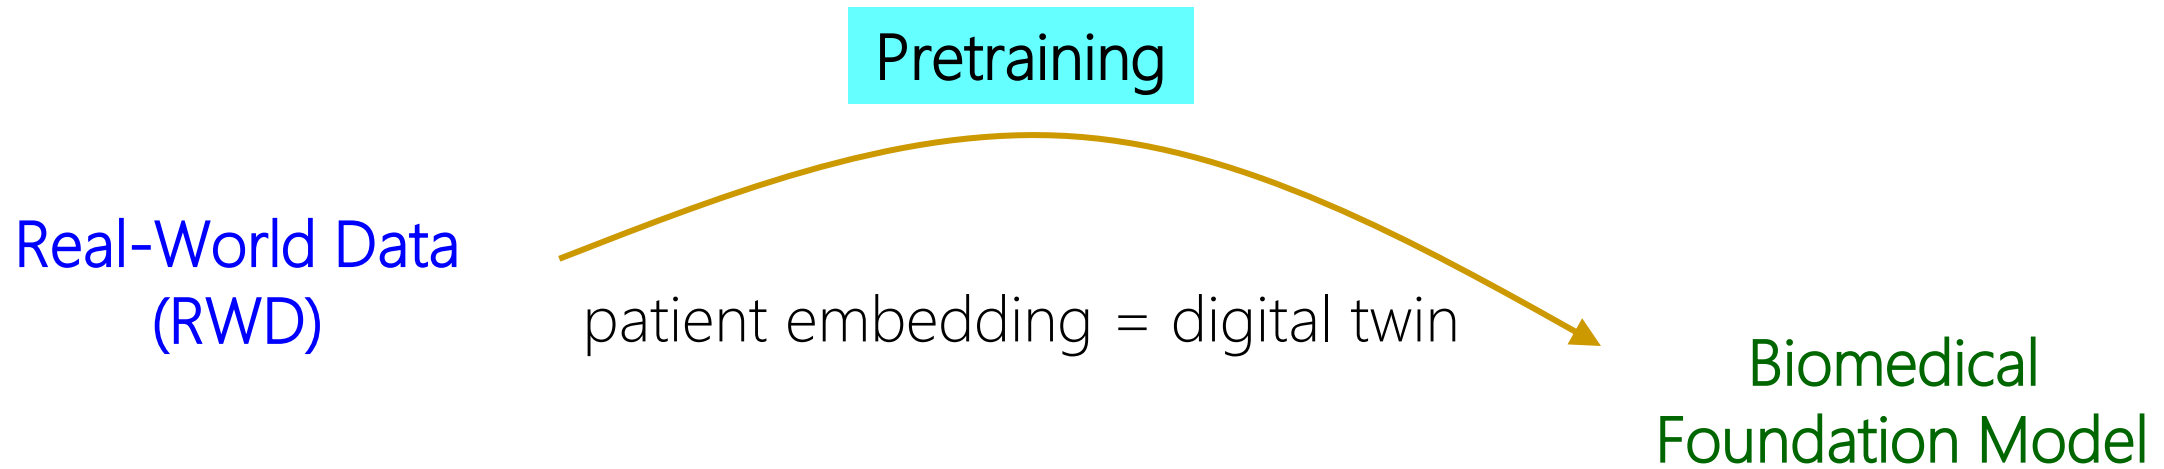 Pretraining
Real-World Data
(RWD)
patient embedding = digital twin
Biomedical
Foundation Model